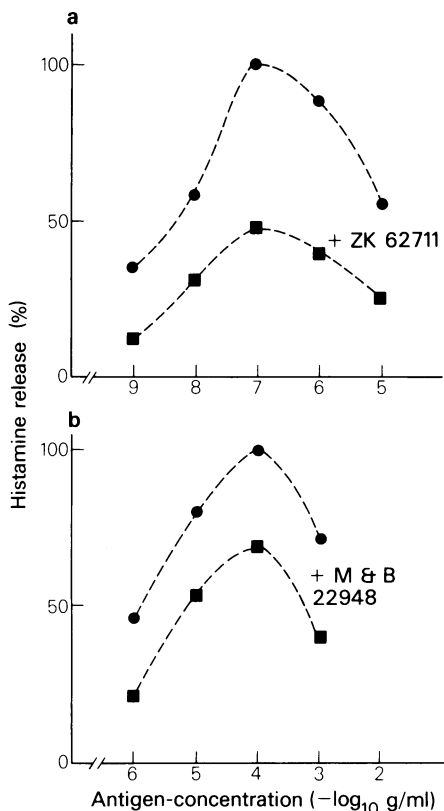 a
100
50
0
+ ZK 62711
9 8 7 6 5
Histamine release (%)
b
100
50
0
+ M & B
22948
6 5 4 3 2
Antigen-concentration (−log₁₀ g/ml)